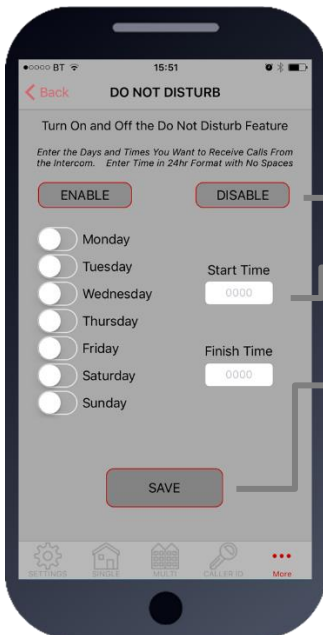 BT 15:51
Back DO NOT DISTURB
Turn On and Off the Do Not Disturb Feature
Enter the Days and Times You Want to Receive Calls From
the Intercom. Enter Time in 24hr Format with No Spaces
ENABLE DISABLE
Monday
Tuesday
Start Time
Wednesday
0000
Thursday
Friday
Finish Time
Saturday
0000
Sunday
SAVE
SETTINGS SINGLE MULTI CALLER ID More